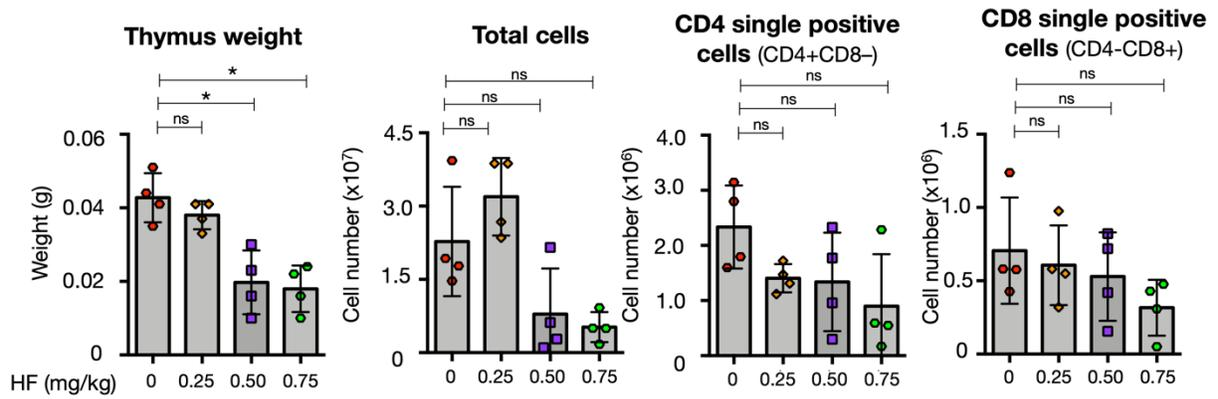 Thymus weight
*
*
ns
Weight (g)
0.06
0.04
0.02
0
HF (mg/kg)
0 0.25 0.50 0.75
Total cells
ns
ns
ns
Cell number (x10⁷)
4.5
3.0
1.5
0
0 0.25 0.50 0.75
CD4 single positive
cells (CD4+CD8–)
ns
ns
ns
Cell number (x10⁶)
4.0
3.0
2.0
1.0
0
0 0.25 0.50 0.75
CD8 single positive
cells (CD4-CD8+)
ns
ns
ns
Cell number (x10⁶)
1.5
1.0
0.5
0
0 0.25 0.50 0.75